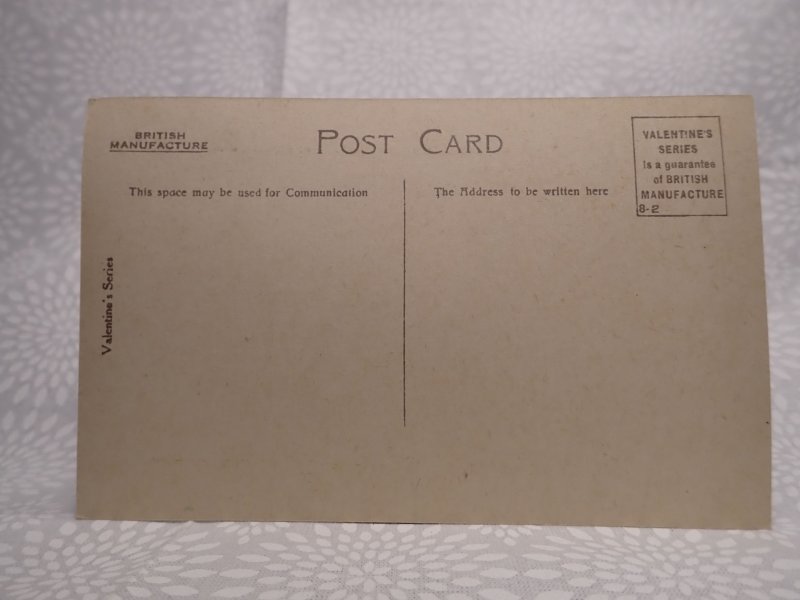 BRITISH
MANUFACTURE
POST CARD
VALENTINE'S
SERIES
is a guarantee
of BRITISH
MANUFACTURE
8-2
This space may be used for Communication
The Address to be written here
Valentine's Series